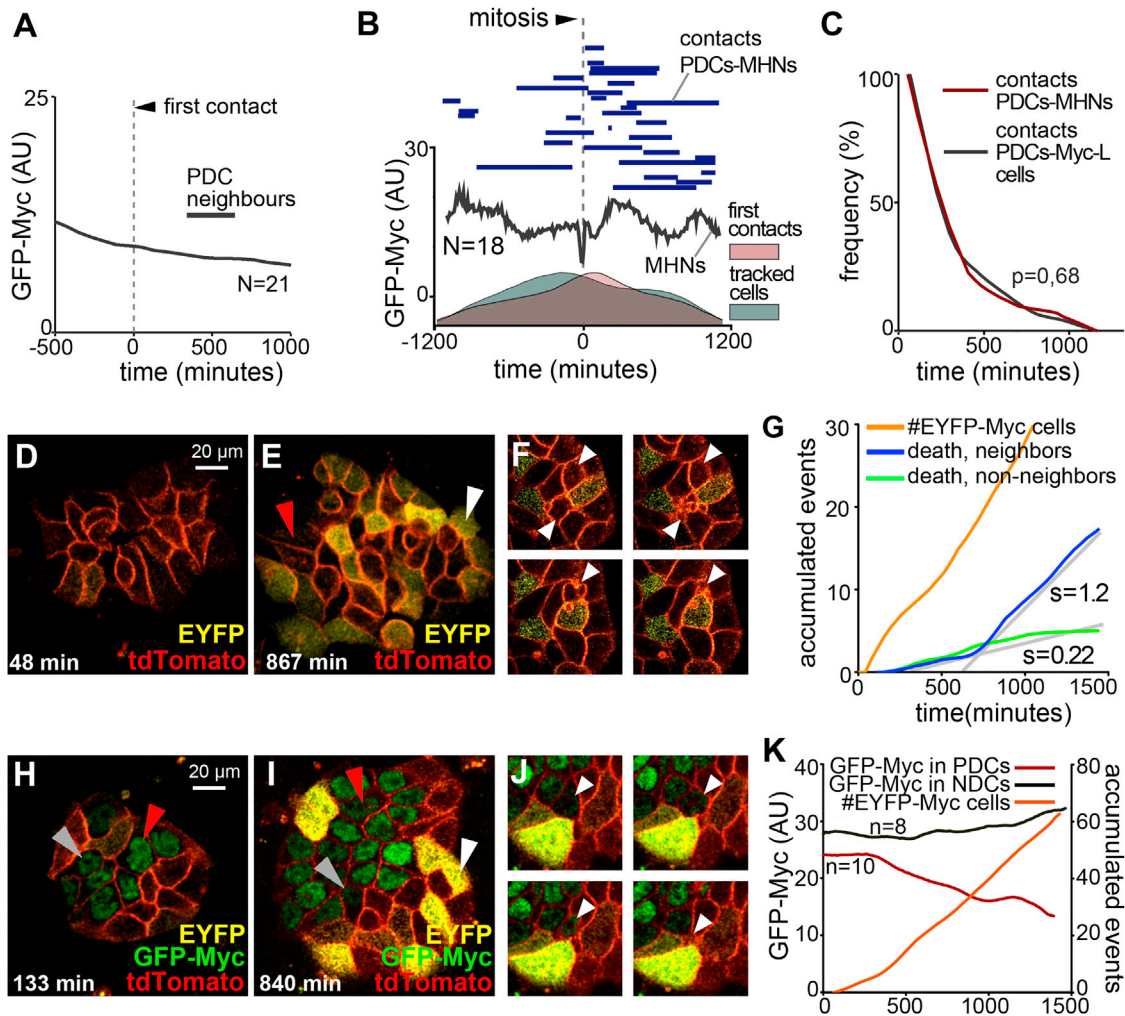 A
25
first contact
GFP-Myc (AU)
PDC
neighbours
N=21
0
-500
0
500
1000
time (minutes)
B
mitosis
contacts
PDCs-MHNs
30
GFP-Myc (AU)
N=18
first
contacts
MHNs
tracked
cells
0
-1200
0
1200
time (minutes)
C
100
contacts
PDCs-MHNs
contacts
PDCs-Myc-L
cells
frequency (%)
50
p=0,68
0
0
500
1000
time (minutes)
D
20 µm
EYFP
48 min
tdTomato
E
EYFP
867 min
tdTomato
F
G
30
#EYFP-Myc cells
death, neighbors
death, non-neighbors
accumulated events
20
10
s=1.2
s=0.22
0
0
500
1000
1500
time(minutes)
H
20 µm
EYFP
GFP-Myc
133 min
tdTomato
I
EYFP
GFP-Myc
840 min
tdTomato
J
K
40
GFP-Myc in PDCs
80
GFP-Myc in NDCs
#EYFP-Myc cells
n=8
30
60
n=10
GFP-Myc (AU)
accumulated events
20
40
10
20
0
0
0
500
1000
1500
time (minutes)